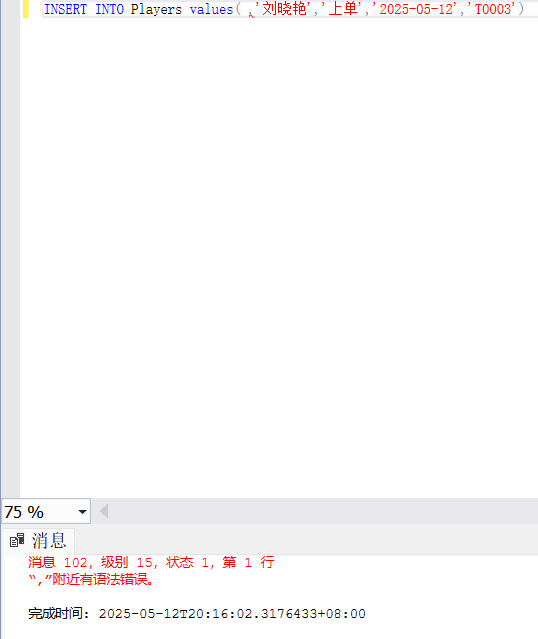 INSERT INTO Players values( ,'刘晓艳','上单','2025-05-12','T0003')
75 %
消息
消息 102, 级别 15, 状态 1, 第 1 行
“,”附近有语法错误。
完成时间: 2025-05-12T20:16:02.3176433+08:00